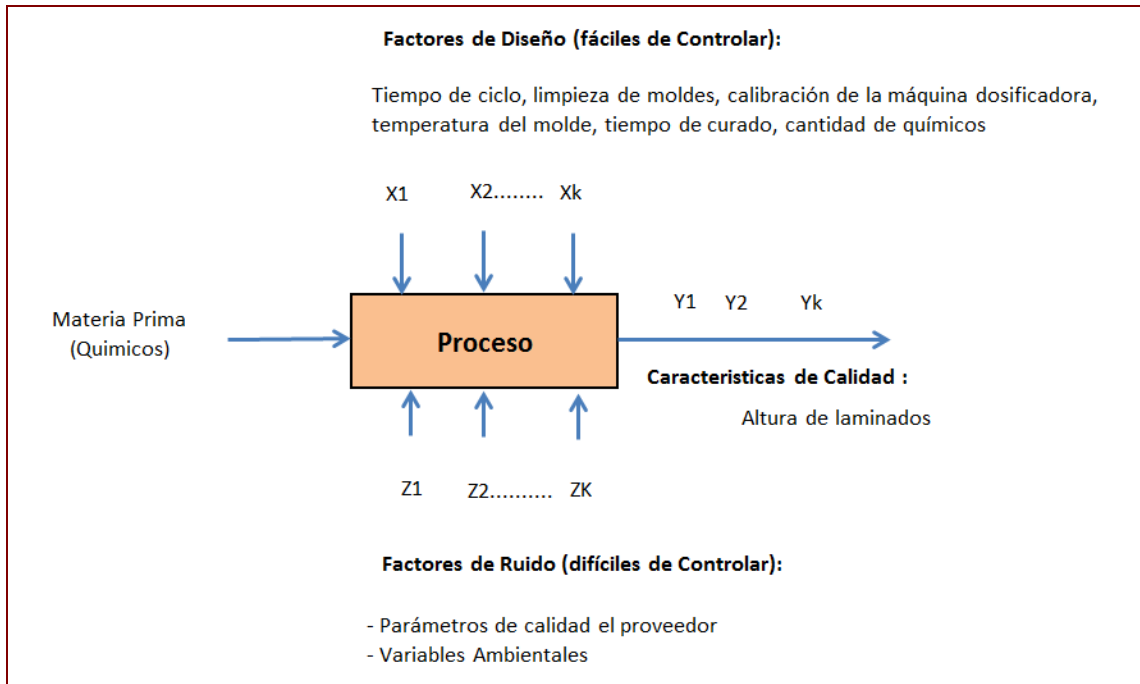 Factores de Diseño (fáciles de Controlar):
Tiempo de ciclo, limpieza de moldes, calibración de la máquina dosificadora,
temperatura del molde, tiempo de curado, cantidad de químicos
X1 X2........ Xk
Materia Prima
(Quimicos)
Proceso
Y1 Y2 Yk
Caracteristicas de Calidad :
Altura de laminados
Z1 Z2.......... ZK
Factores de Ruido (difíciles de Controlar):
- Parámetros de calidad el proveedor
- Variables Ambientales